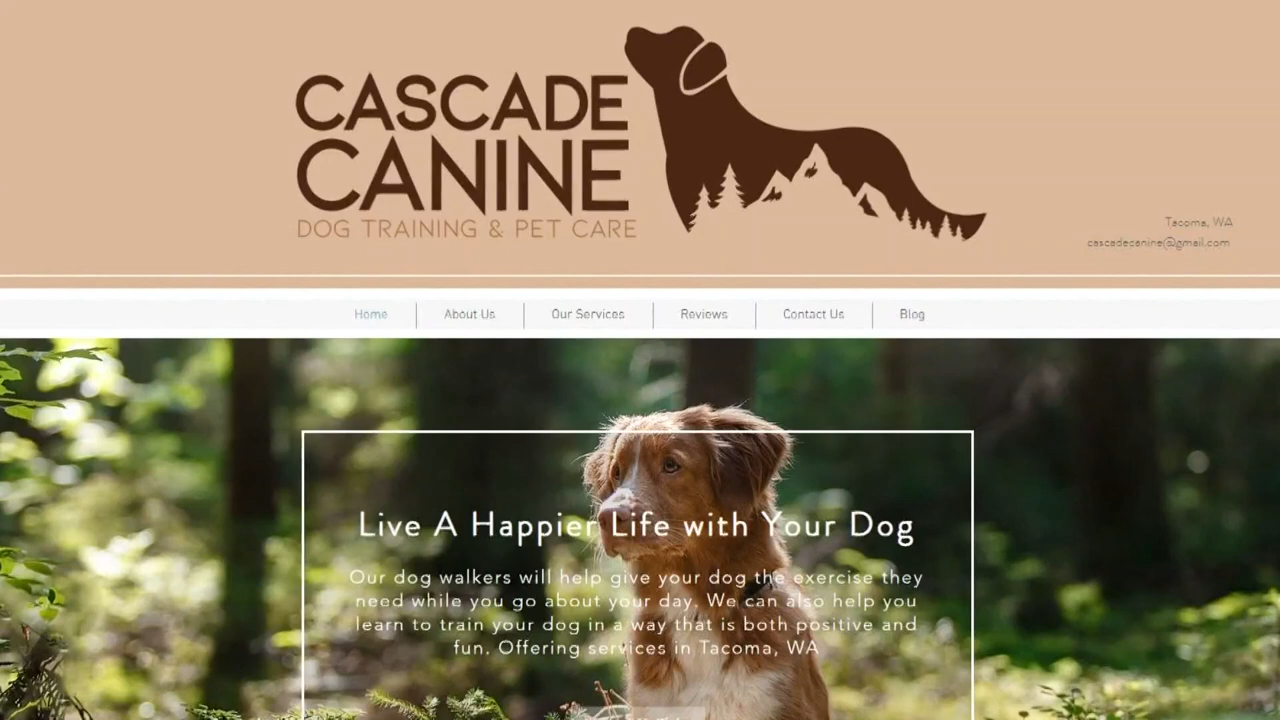 CASCADE
CANINE
DOG TRAINING & PET CARE
Tacoma, WA
cascadecanine@gmail.com
Home
About Us
Our Services
Reviews
Contact Us
Blog
Live A Happier Life with Your Dog
Our dog walkers will help give your dog the exercise they
need while you go about your day. We can also help you
learn to train your dog in a way that is both positive and
fun. Offering services in Tacoma, WA